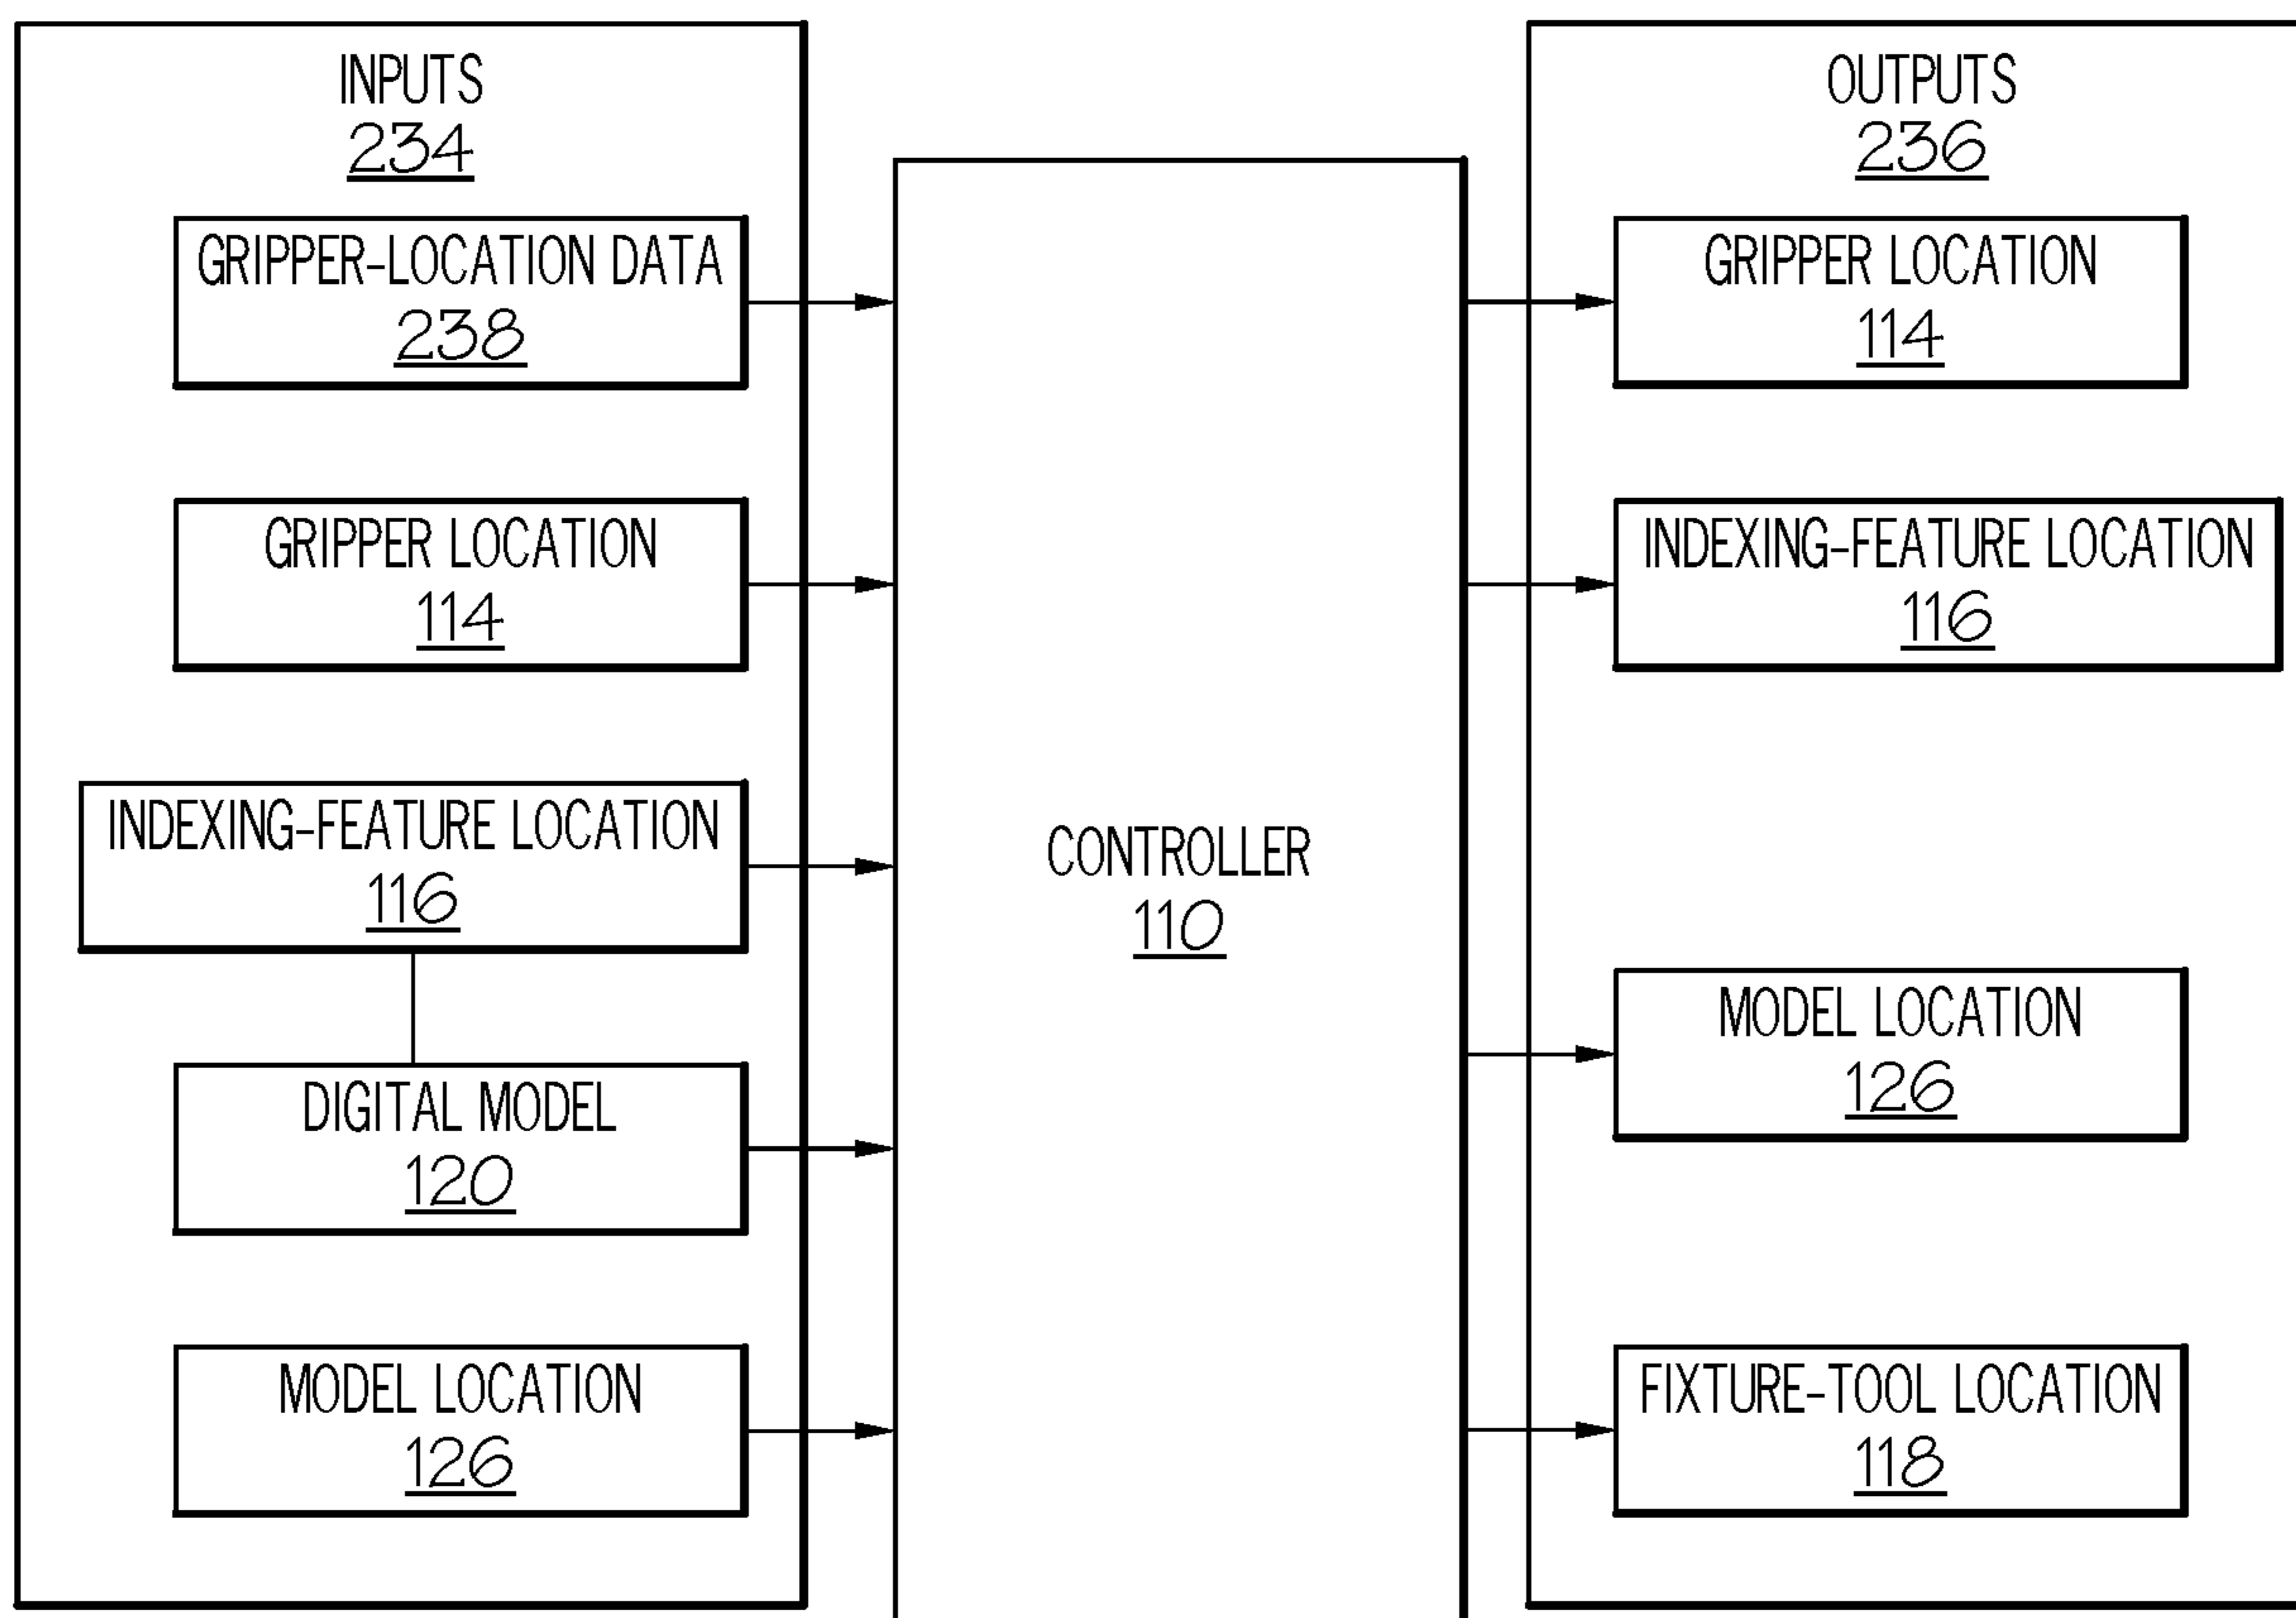 INPUTS
234
GRIPPER-LOCATION DATA
238
GRIPPER LOCATION
114
INDEXING-FEATURE LOCATION
116
DIGITAL MODEL
120
MODEL LOCATION
126
CONTROLLER
110
OUTPUTS
236
GRIPPER LOCATION
114
INDEXING-FEATURE LOCATION
116
MODEL LOCATION
126
FIXTURE-TOOL LOCATION
118